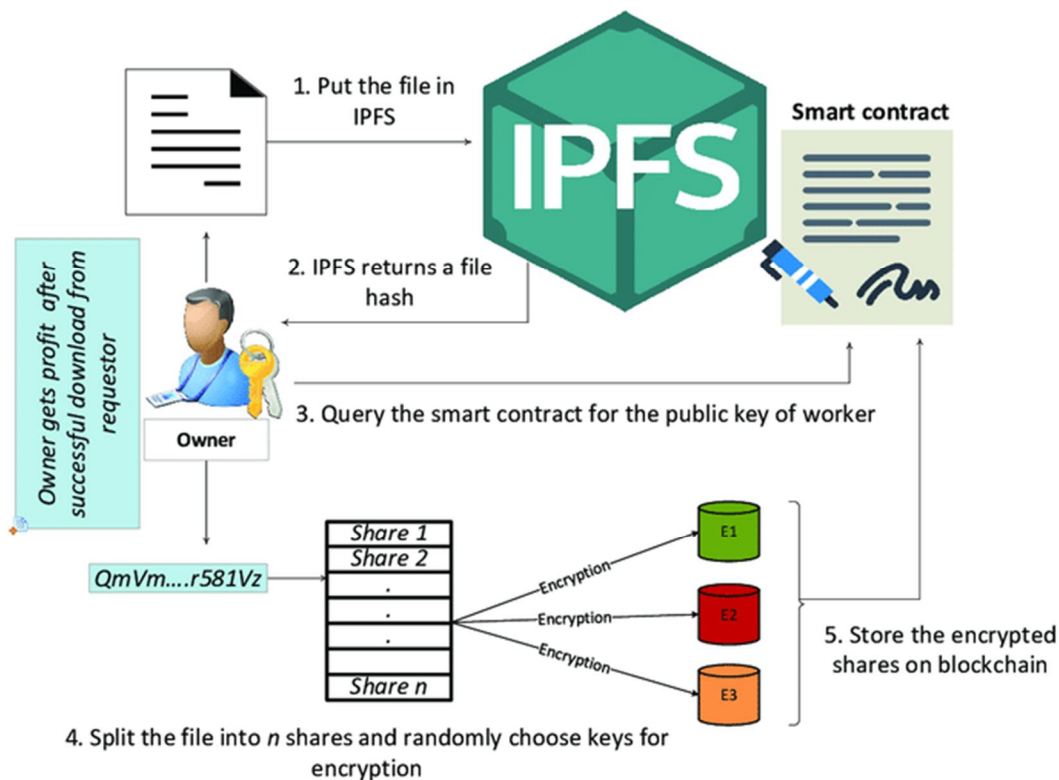 1. Put the file in
IPFS
IPFS
Smart contract
2. IPFS returns a file
hash
Owner gets profit after
successful download from
requestor
Owner
3. Query the smart contract for the public key of worker
QmVm....r581Vz
Share 1
Share 2
.
.
.
Share n
Encryption
Encryption
Encryption
E1
E2
E3
5. Store the encrypted
shares on blockchain
4. Split the file into n shares and randomly choose keys for
encryption